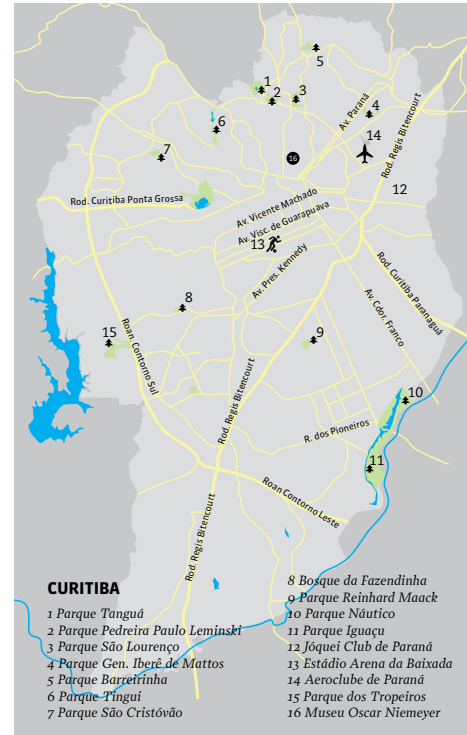 5
1
2
3
4
6
Av. Paraná
14
7
16
Rod. Regis Bitencourt
12
Rod. Curitiba Ponta Grossa
Av. Vicente Machado
Av. Visc. de Guarapuava
13
Av. Pres. Kennedy
Rod. Curitiba Paranaguá
8
Av. Cdor. Franco
15
Roan. Contorno Sul
9
Rod. Regis Bitencourt
10
R. dos Pioneiros
11
Roan Contorno Leste
Rod. Regis Bitencourt
CURITIBA
1 Parque Tanguá
2 Parque Pedreira Paulo Leminski
3 Parque São Lourenço
4 Parque Gen. Iberê de Mattos
5 Parque Barreirinha
6 Parque Tingui
7 Parque São Cristóvão
8 Bosque da Fazendinha
9 Parque Reinhard Maack
10 Parque Náutico
11 Parque Iguaçu
12 Jóquei Club de Paraná
13 Estádio Arena da Baixada
14 Aeroclube de Paraná
15 Parque dos Tropeiros
16 Museu Oscar Niemeyer